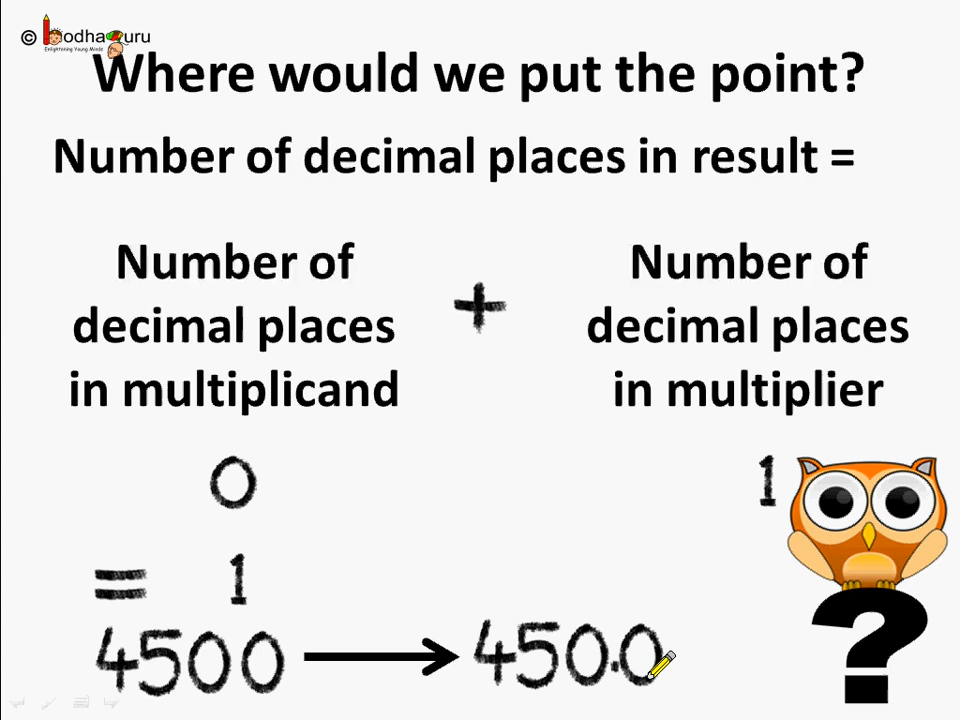 © BodhaGuru
Enlightening Young Minds
Where would we put the point?
Number of decimal places in result =
Number of decimal places in multiplicand
+
Number of decimal places in multiplier
0
1
= 1
4500 → 450.0
?